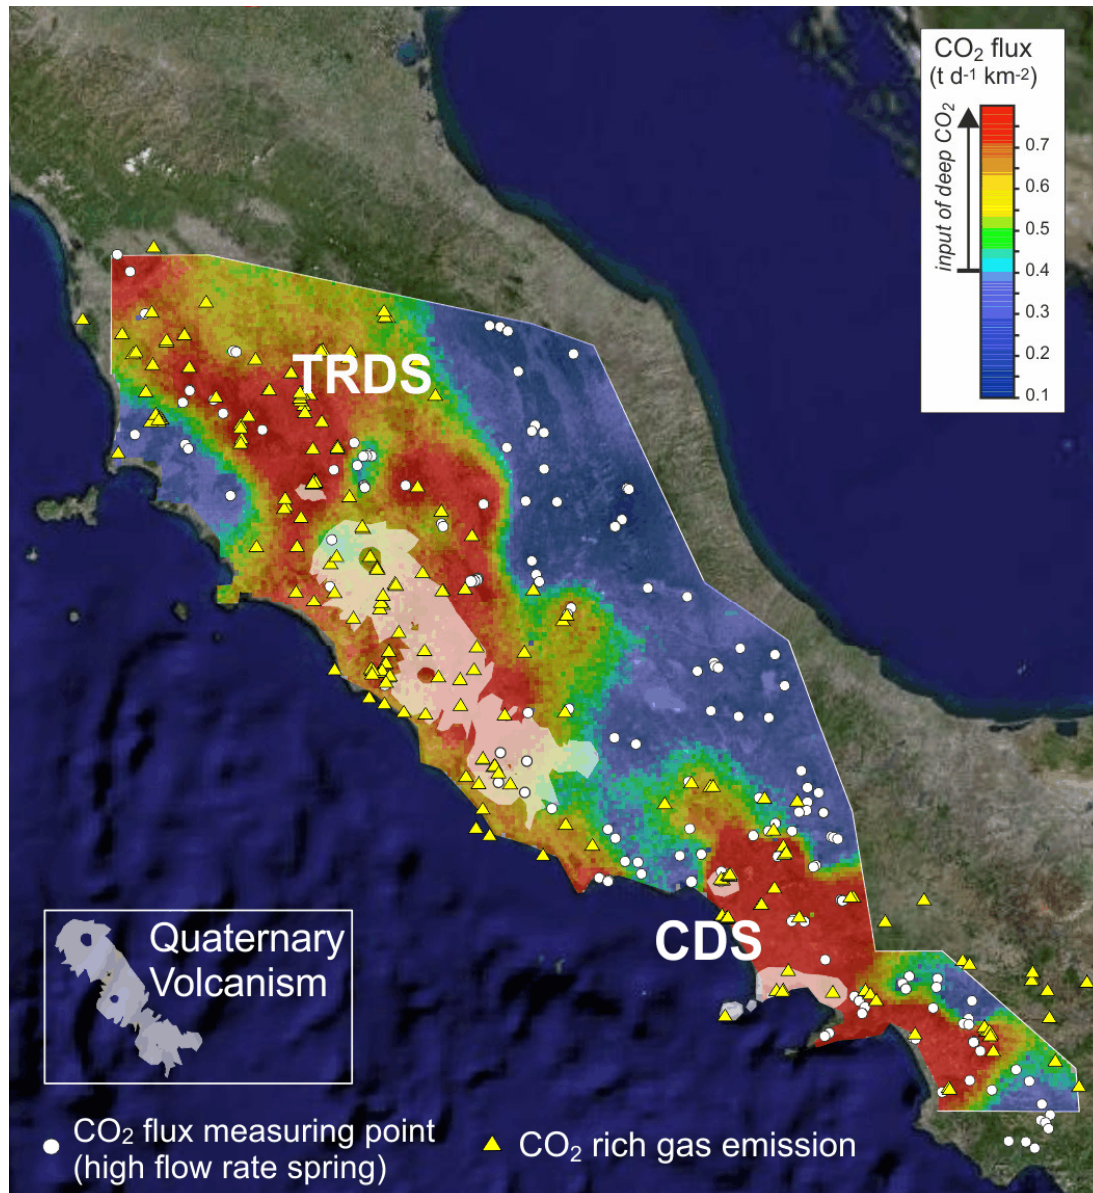 CO₂ flux
(t d⁻¹ km⁻²)
input of deep CO₂
0.7
0.6
0.5
0.4
0.3
0.2
0.1
TRDS
CDS
Quaternary
Volcanism
CO₂ flux measuring point
(high flow rate spring)
CO₂ rich gas emission